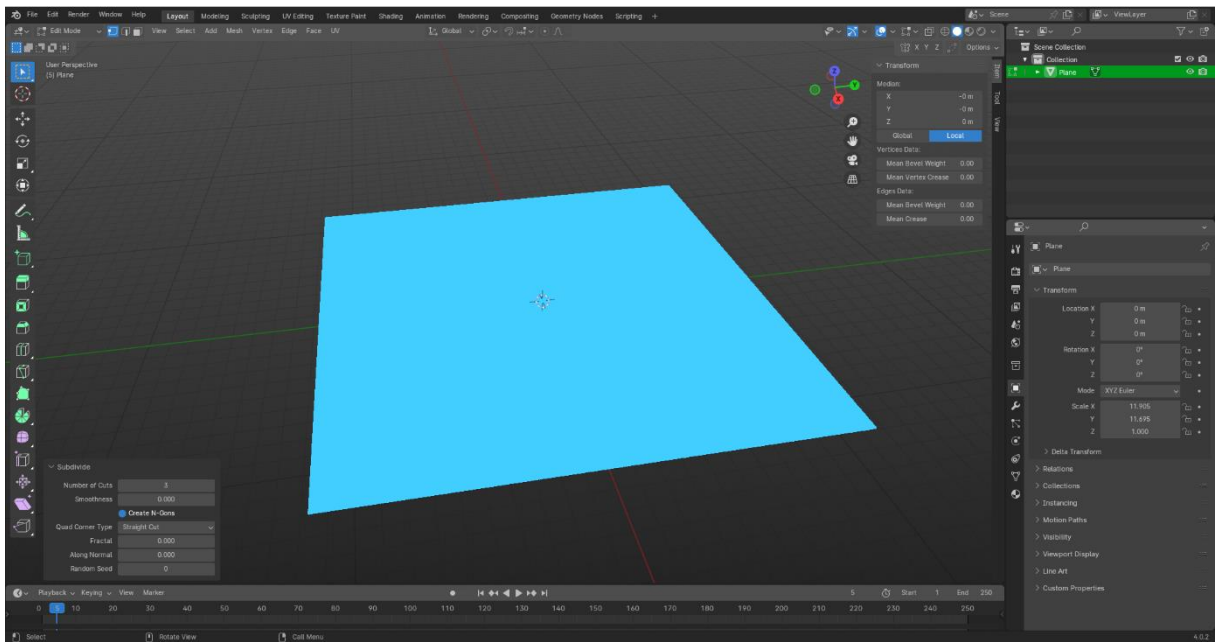 File Edit Render Window Help Layout Modeling Sculpting UV Editing Texture Paint Shading Animation Rendering Compositing Geometry Nodes Scripting + Scene ViewLayer
Edit Mode View Select Add Mesh Vertex Edge Face UV Global
X Y Z Options
User Perspective
(5) Plane
Z
Y
X
Transform
Median:
X -0 m
Y -0 m
Z 0 m
Global Local
Vertices Data:
Mean Bevel Weight 0.00
Mean Vertex Crease 0.00
Edges Data:
Mean Bevel Weight 0.00
Mean Crease 0.00
Item
Tool
View
Scene Collection
Collection
Plane
Plane
Plane
Transform
Location X 0 m
Y 0 m
Z 0 m
Rotation X 0°
Y 0°
Z 0°
Mode XYZ Euler
Scale X 11.905
Y 11.695
Z 1.000
Delta Transform
Relations
Collections
Instancing
Motion Paths
Visibility
Viewport Display
Line Art
Custom Properties
Subdivide
Number of Cuts
Smoothness 0.000
Create N-Gons
Quad Corner Type Straight Cut
Fractal 0.000
Along Normal 0.000
Random Seed 0
Playback Keying View Marker 5 Start 1 End 250
0 5 10 20 30 40 50 60 70 80 90 100 110 120 130 140 150 160 170 180 190 200 210 220 230 240 250
Select Rotate View Call Menu 4.0.2